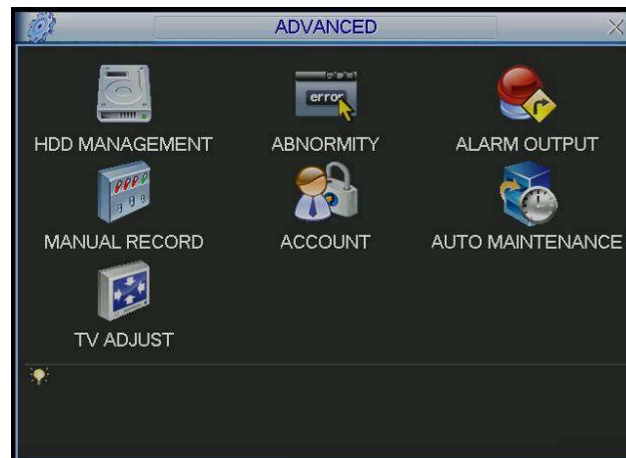 ADVANCED
HDD MANAGEMENT
ABNORMITY
error
ALARM OUTPUT
MANUAL RECORD
ACCOUNT
AUTO MAINTENANCE
TV ADJUST